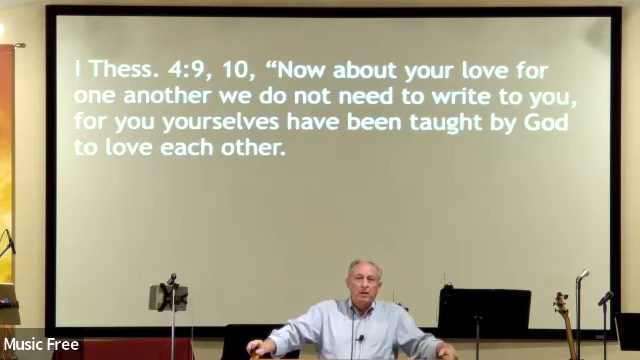 I Thess. 4:9, 10, “Now about your love for
one another we do not need to write to you,
for you yourselves have been taught by God
to love each other.
Music Free